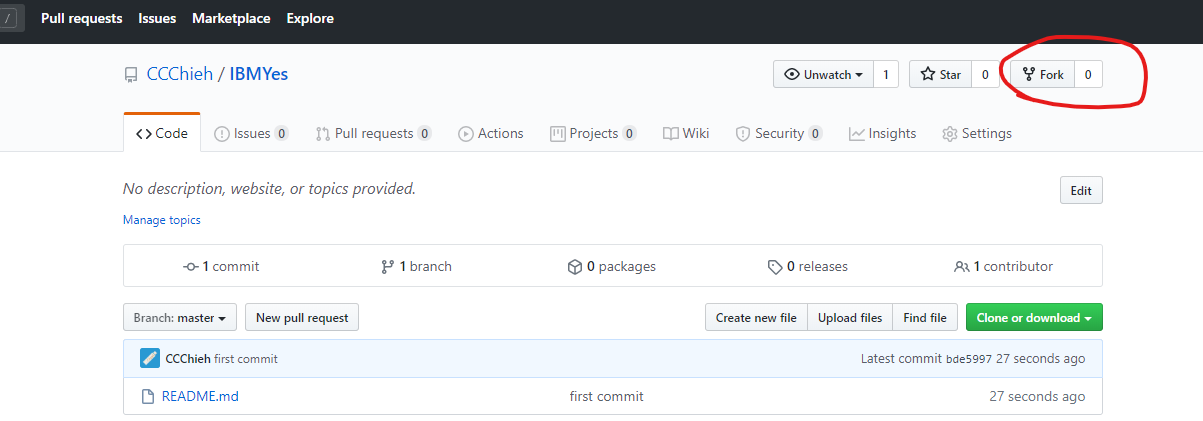 / Pull requests Issues Marketplace Explore
CCChieh / IBMYes Unwatch 1 Star 0 Fork 0
Code Issues 0 Pull requests 0 Actions Projects 0 Wiki Security 0 Insights Settings
No description, website, or topics provided. Edit
Manage topics
1 commit 1 branch 0 packages 0 releases 1 contributor
Branch: master New pull request Create new file Upload files Find file Clone or download
CCChieh first commit Latest commit bde5997 27 seconds ago
README.md first commit 27 seconds ago